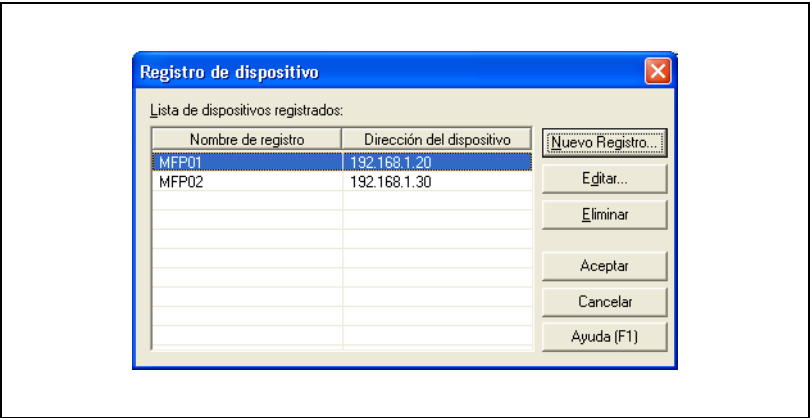 Registro de dispositivo
Lista de dispositivos registrados:
Nombre de registro Dirección del dispositivo
MFP01 192.168.1.20
MFP02 192.168.1.30
Nuevo Registro...
Editar...
Eliminar
Aceptar
Cancelar
Ayuda (F1)